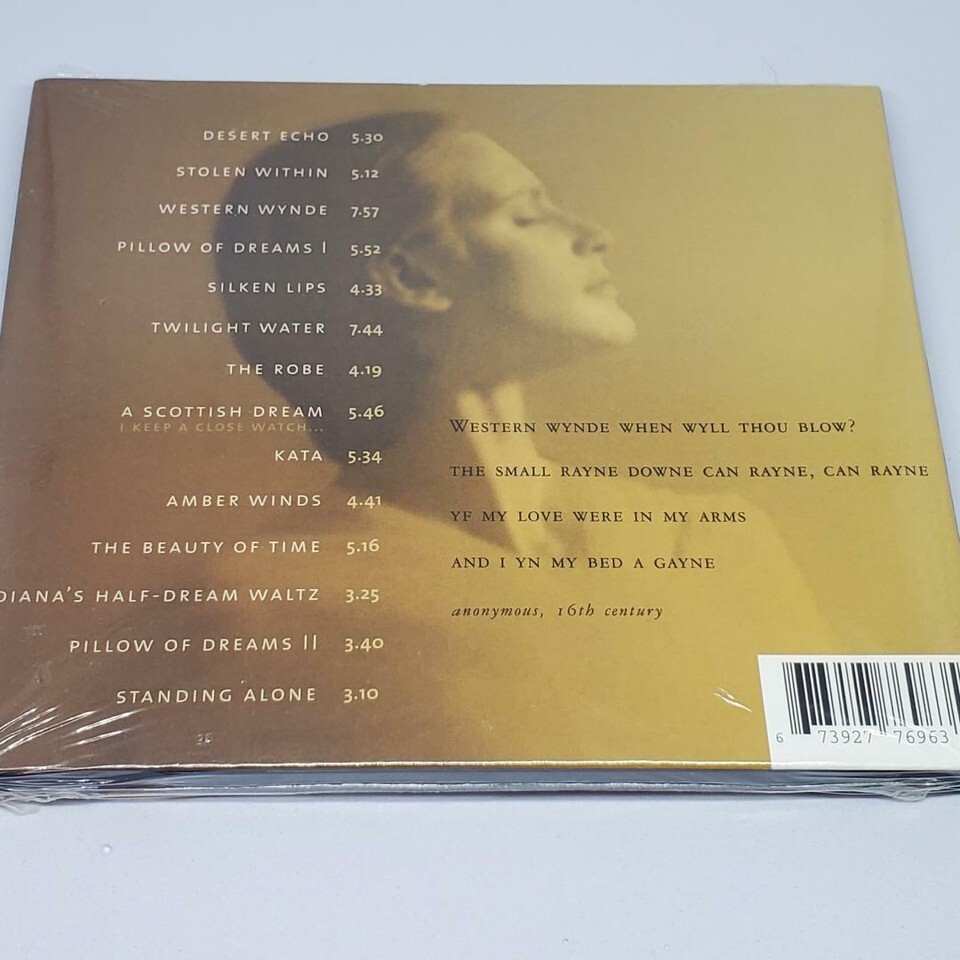 DESERT ECHO 5.30
STOLEN WITHIN 5.12
WESTERN WYNDE 7.57
PILLOW OF DREAMS I 5.52
SILKEN LIPS 4.33
TWILIGHT WATER 7.44
THE ROBE 4.19
A SCOTTISH DREAM 5.46
I KEEP A CLOSE WATCH...
KATA 5.34
AMBER WINDS 4.41
THE BEAUTY OF TIME 5.16
DIANA'S HALF-DREAM WALTZ 3.25
PILLOW OF DREAMS II 3.40
STANDING ALONE 3.10
WESTERN WYNDE WHEN WYLL THOU BLOW?
THE SMALL RAYNE DOWNE CAN RAYNE, CAN RAYNE
YF MY LOVE WERE IN MY ARMS
AND I YN MY BED A GAYNE
anonymous, 16th century
6 73927 76963